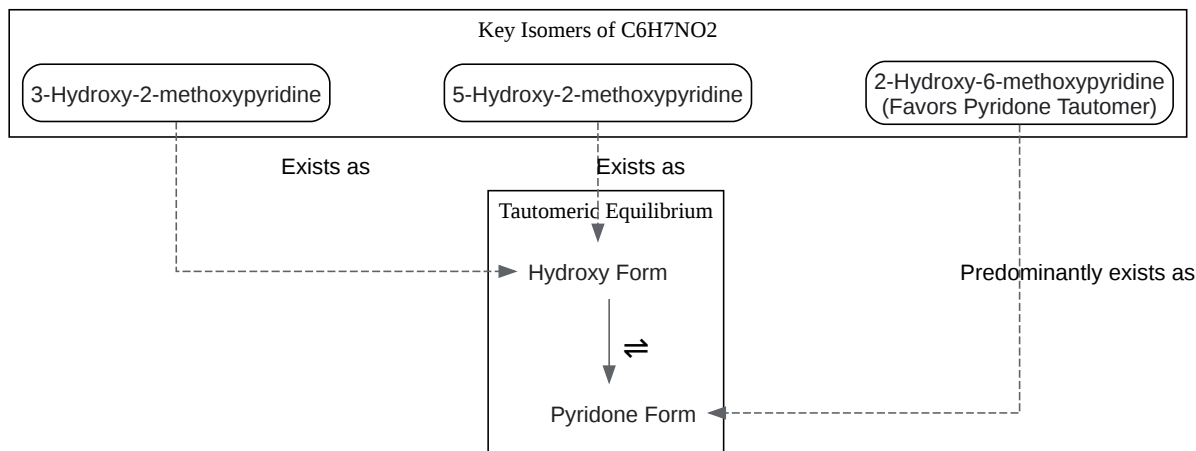 Key Isomers of C6H7NO2
3-Hydroxy-2-methoxypyridine
5-Hydroxy-2-methoxypyridine
2-Hydroxy-6-methoxypyridine
(Favors Pyridone Tautomer)
Exists as
Exists as
Tautomeric Equilibrium
Hydroxy Form
Predominantly exists as
⇌
Pyridone Form